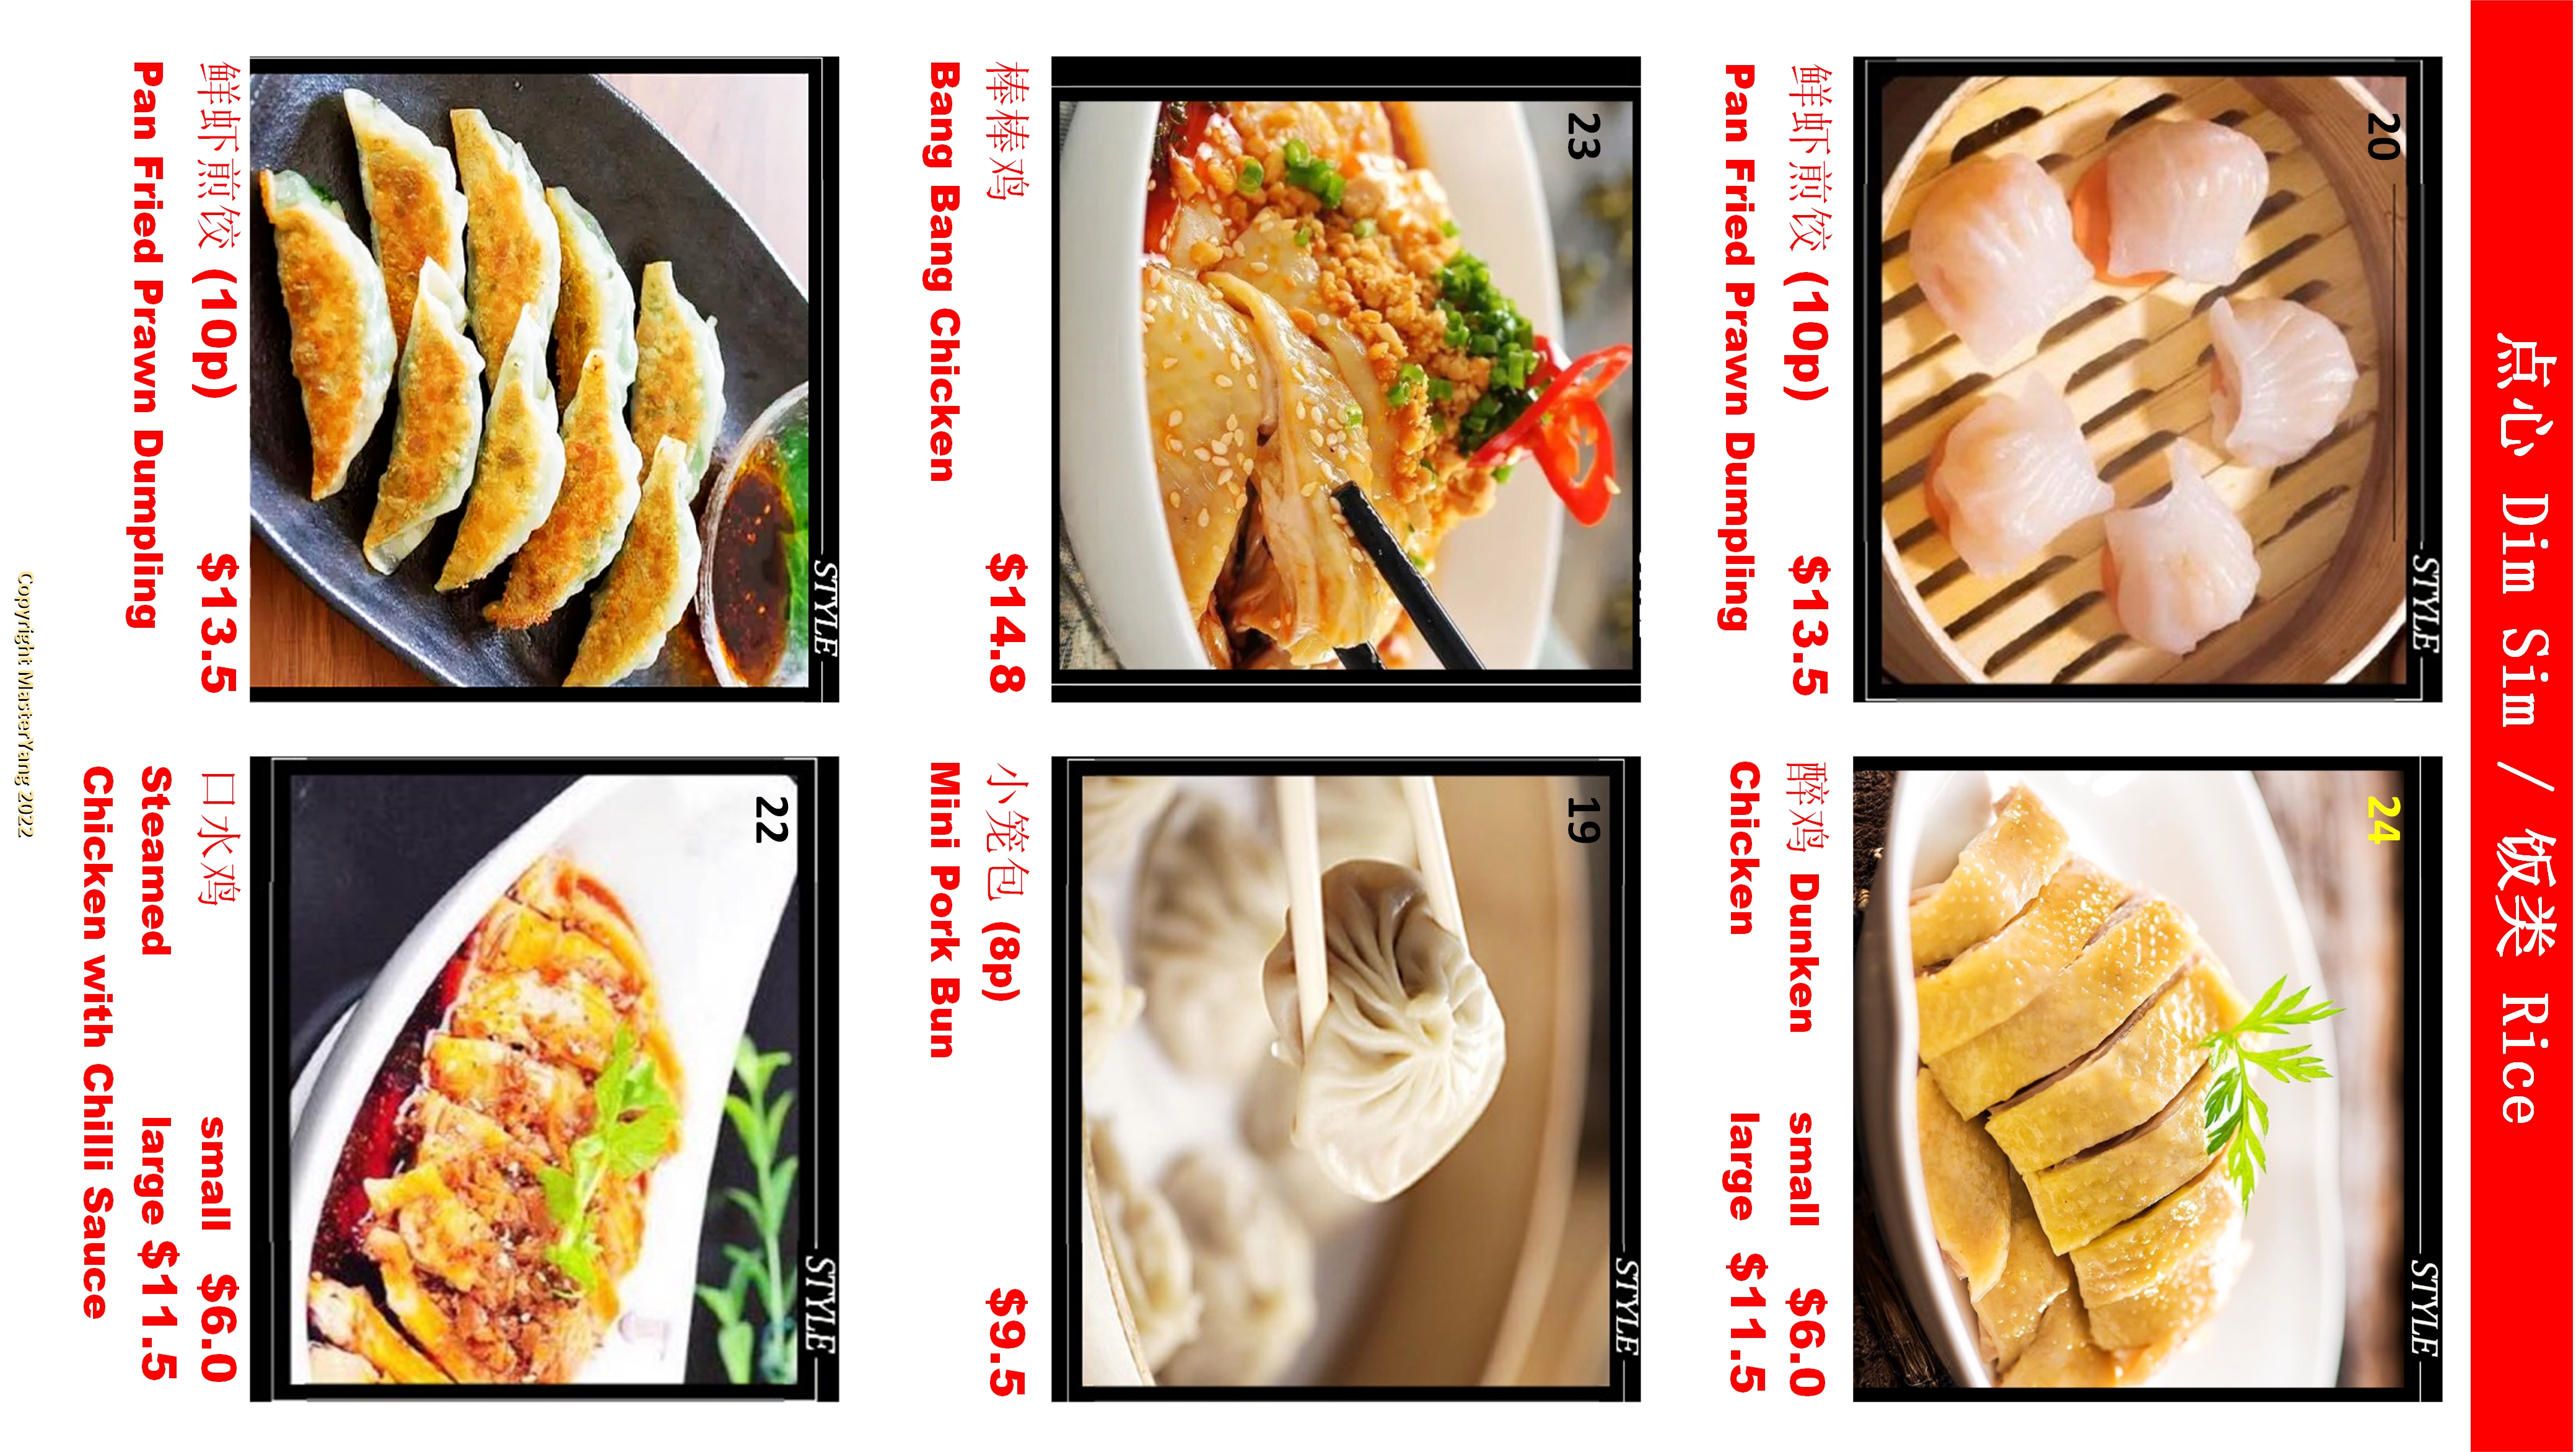 点心 Dim Sim / 饭类 Rice
20
STYLE
鲜虾煎饺 (10p) $13.5
Pan Fried Prawn Dumpling
24
STYLE
醉鸡 Dunken small $6.0
Chicken large $11.5
23
棒棒鸡 $14.8
Bang Bang Chicken
19
STYLE
小笼包 (8p) $9.5
Mini Pork Bun
STYLE
鲜虾煎饺 (10p) $13.5
Pan Fried Prawn Dumpling
22
STYLE
口水鸡 small $6.0
Steamed large $11.5
Chicken with Chilli Sauce
Copyright MasterYang 2022